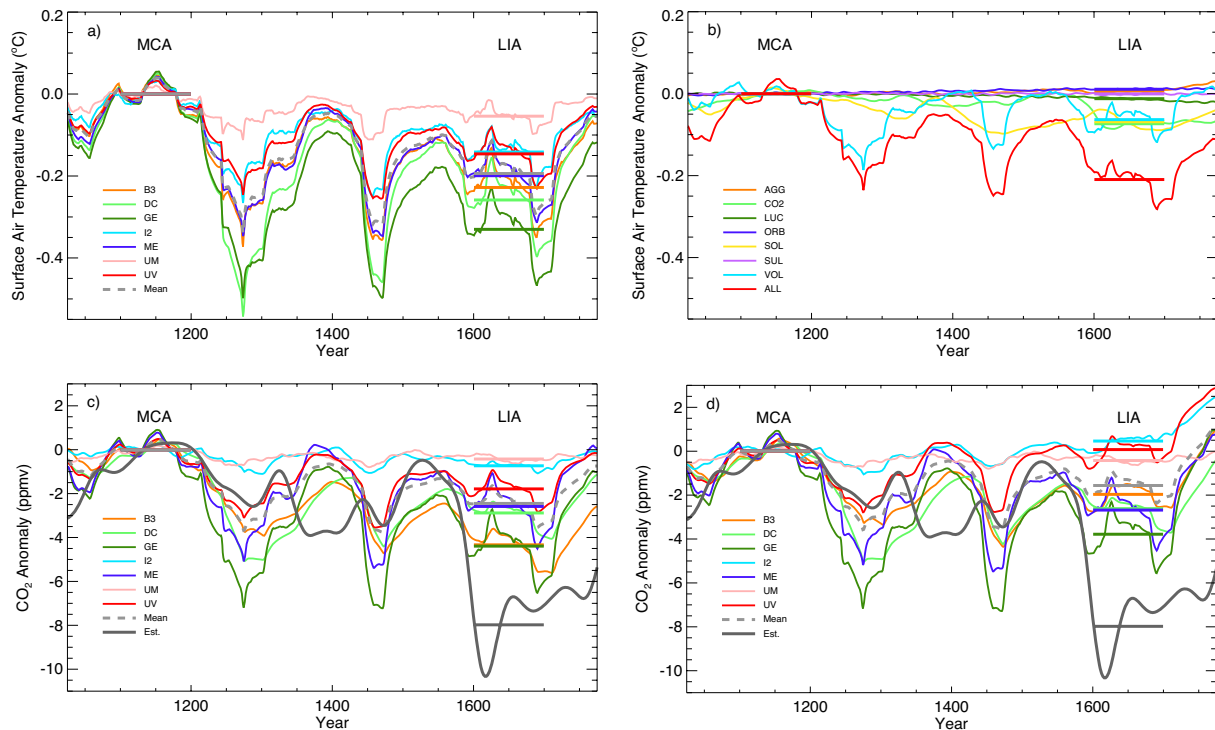 a)
MCA
LIA
0.2
0.0
-0.2
-0.4
Surface Air Temperature Anomaly (°C)
B3
DC
GE
I2
ME
UM
UV
Mean
1200
1400
1600
Year
b)
MCA
LIA
0.2
0.0
-0.2
-0.4
Surface Air Temperature Anomaly (°C)
AGG
CO2
LUC
ORB
SOL
SUL
VOL
ALL
1200
1400
1600
Year
c)
MCA
LIA
2
0
-2
-4
-6
-8
-10
CO₂ Anomaly (ppmv)
B3
DC
GE
I2
ME
UM
UV
Mean
Est.
1200
1400
1600
Year
d)
MCA
LIA
2
0
-2
-4
-6
-8
-10
CO₂ Anomaly (ppmv)
B3
DC
GE
I2
ME
UM
UV
Mean
Est.
1200
1400
1600
Year